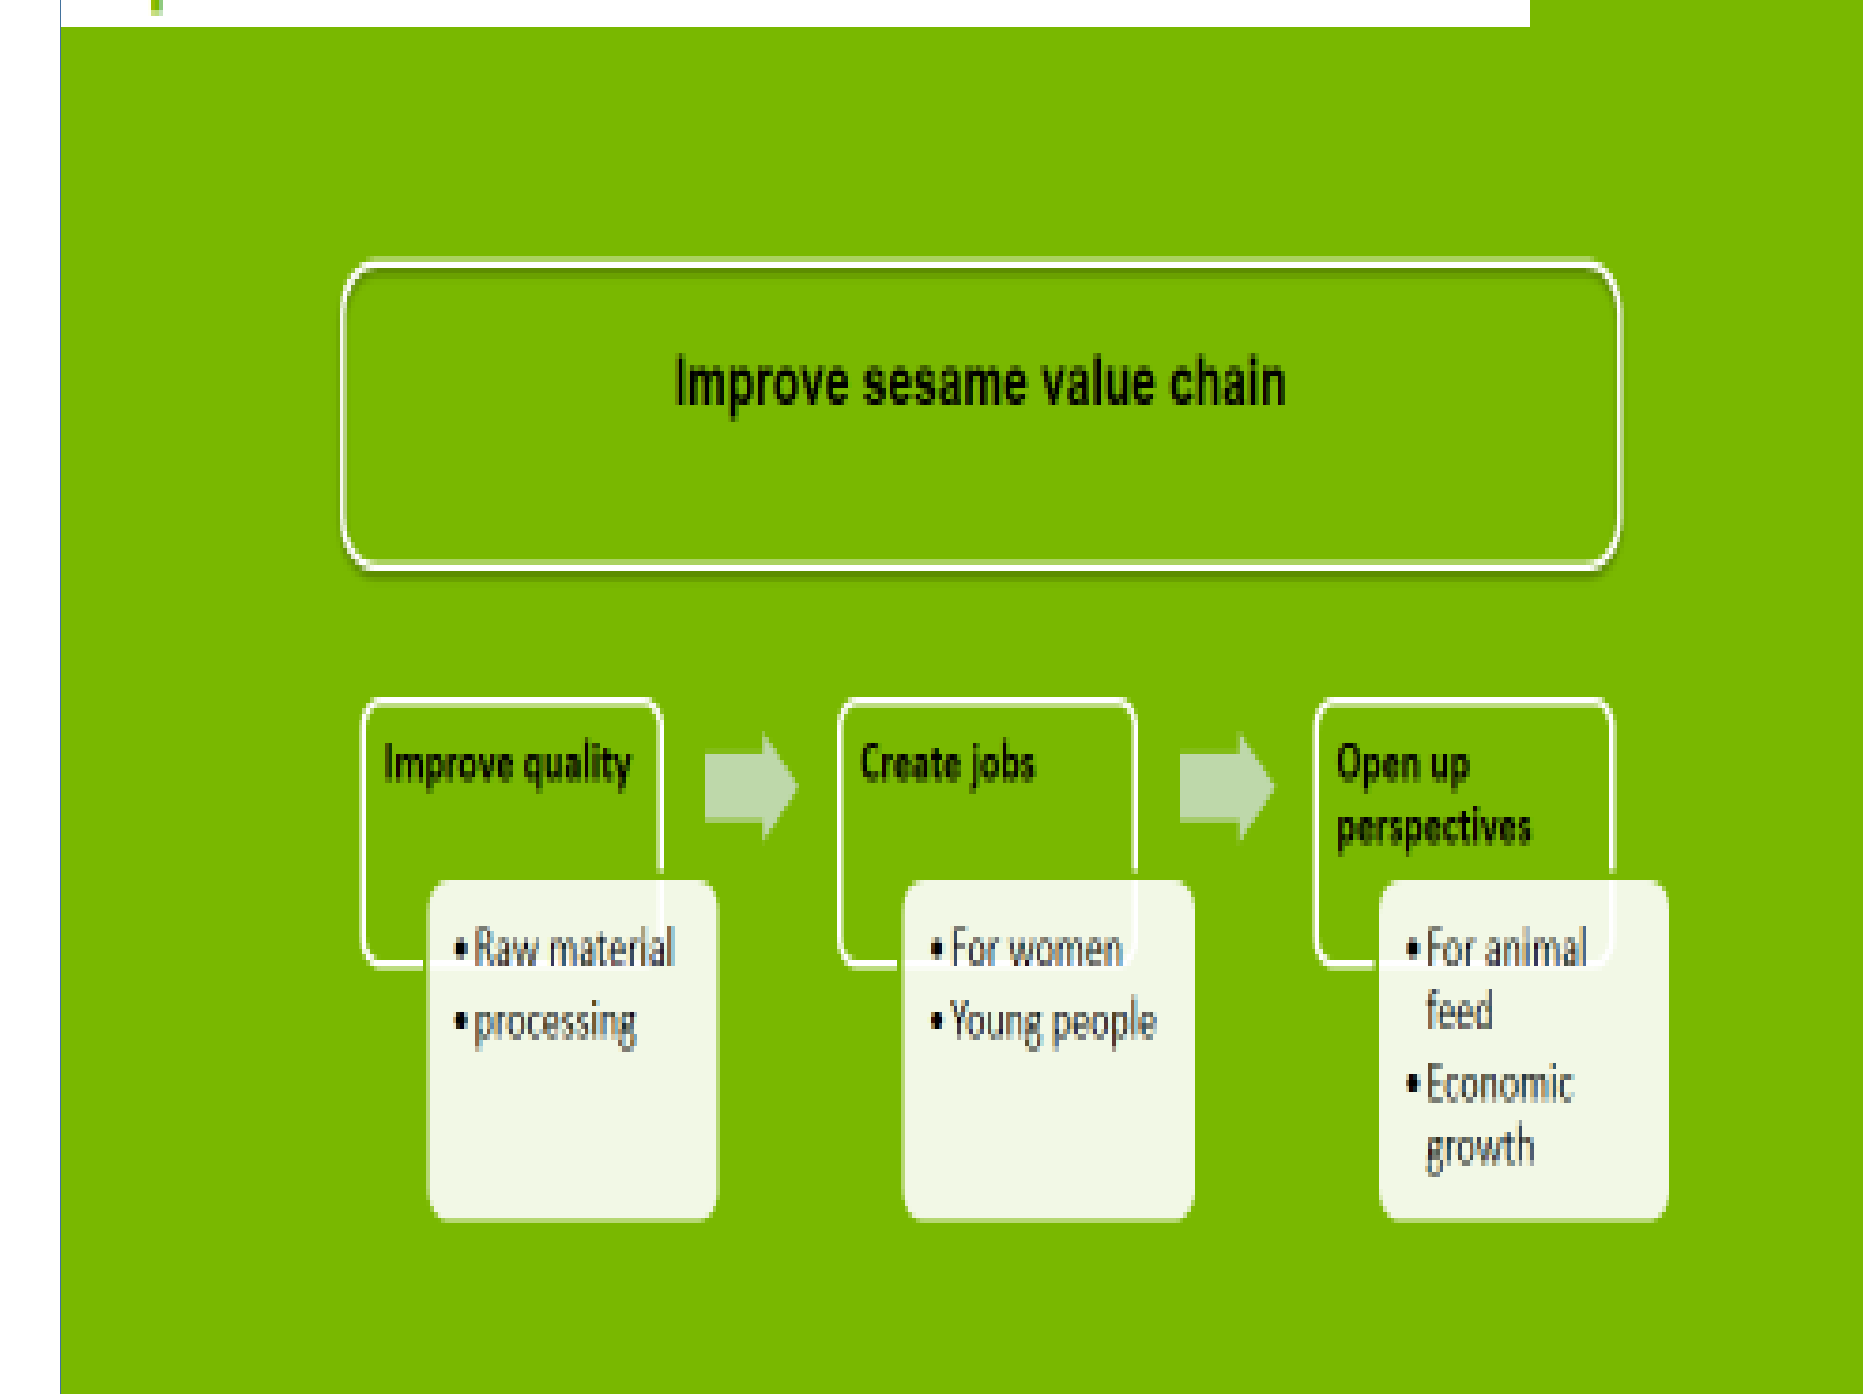 Improve sesame value chain
Improve quality
• Raw material
• processing
Create jobs
• For women
• Young people
Open up
perspectives
• For animal
feed
• Economic
growth